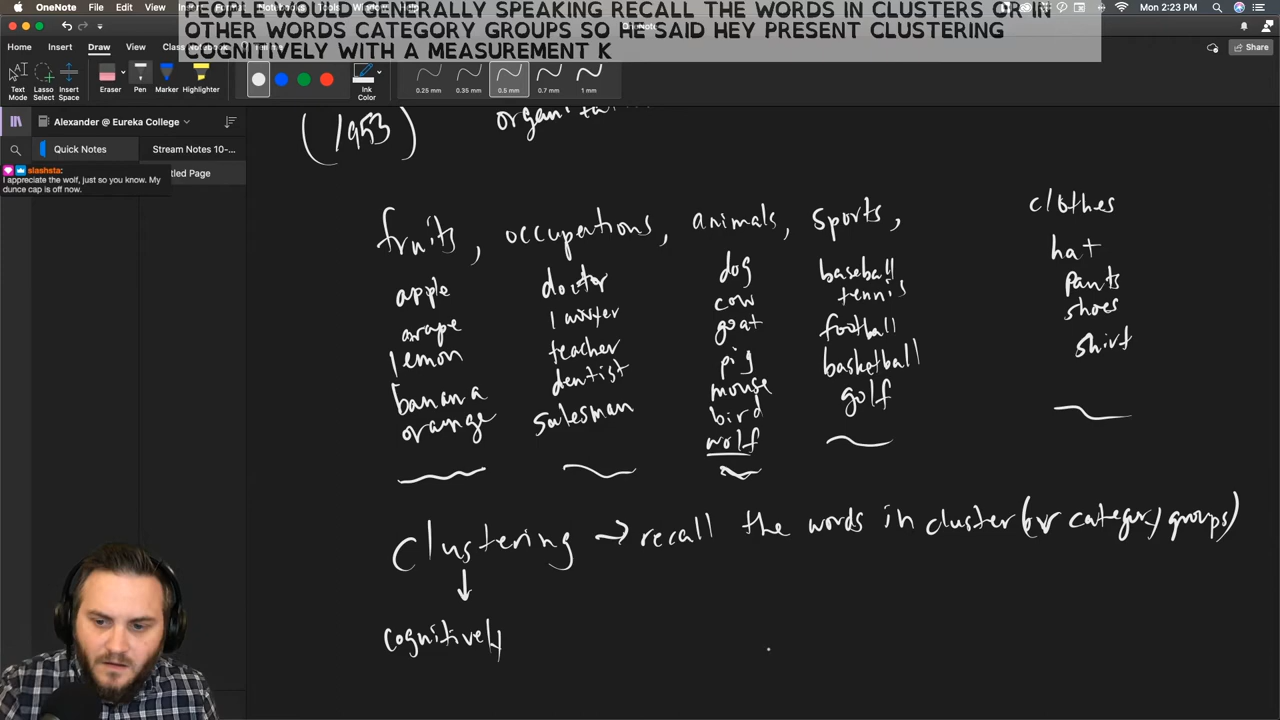 OneNote File Edit View
Mon 2:23 PM
PEOPLE WOULD GENERALLY SPEAKING RECALL THE WORDS IN CLUSTERS OR IN
OTHER WORDS CATEGORY GROUPS SO HE SAID HEY PRESENT CLUSTERING
COGNITIVELY WITH A MEASUREMENT K
Home Insert Draw View Class Notebook
Share
Text Mode
Lasso Select
Insert Space
Eraser
Pen
Marker
Highlighter
Ink Color
0.25 mm
0.35 mm
0.5 mm
0.7 mm
1 mm
Alexander @ Eureka College
Quick Notes
Stream Notes 10-...
slashsta:
I appreciate the wolf, just so you know. My
dunce cap is off now.
(1953)
fruits, occupations, animals, sports, clothes
apple doctor dog baseball hat
cow tennis pants
lemon teacher goat football shoes
banana dentist pig basketball shirt
orange salesman mouse golf
bird
wolf
Clustering → recall the words in cluster (or category groups)
↓
cognitively